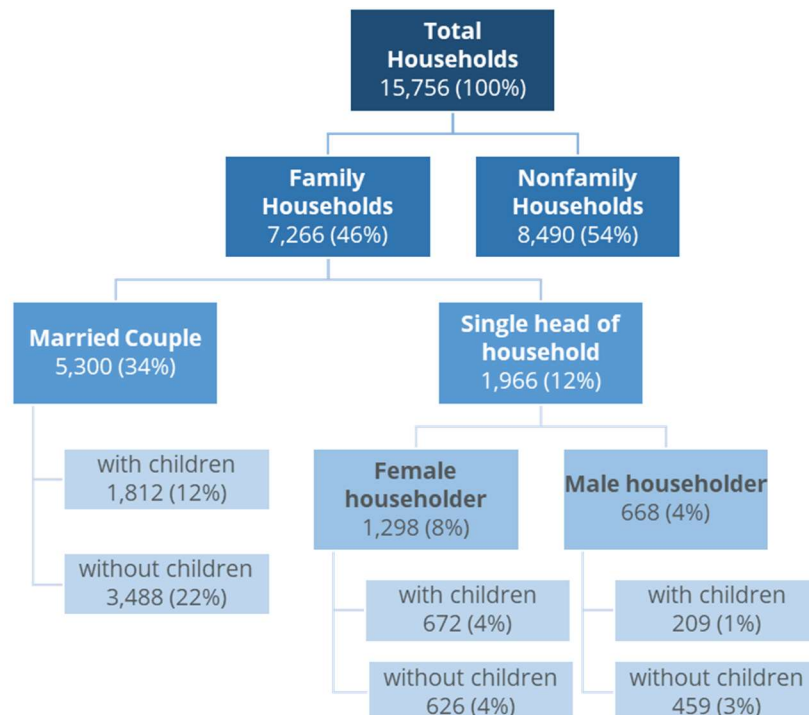 Total
Households
15,756 (100%)
Family
Households
7,266 (46%)
Nonfamily
Households
8,490 (54%)
Married Couple
5,300 (34%)
Single head of
household
1,966 (12%)
with children
1,812 (12%)
without children
3,488 (22%)
Female
householder
1,298 (8%)
Male householder
668 (4%)
with children
672 (4%)
without children
626 (4%)
with children
209 (1%)
without children
459 (3%)